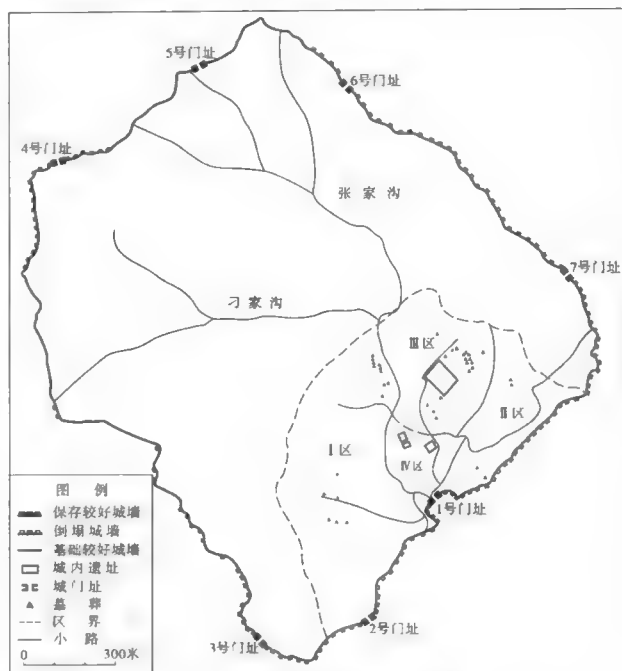 5号门址
6号门址
4号门址
张家沟
7号门址
刁家沟
Ⅲ区
Ⅱ区
Ⅰ区
Ⅳ区
1号门址
2号门址
3号门址
图 例
保存较好城墙
倒塌城墙
基础较好城墙
城内遗址
城门址
墓葬
区界
小路
0 300米